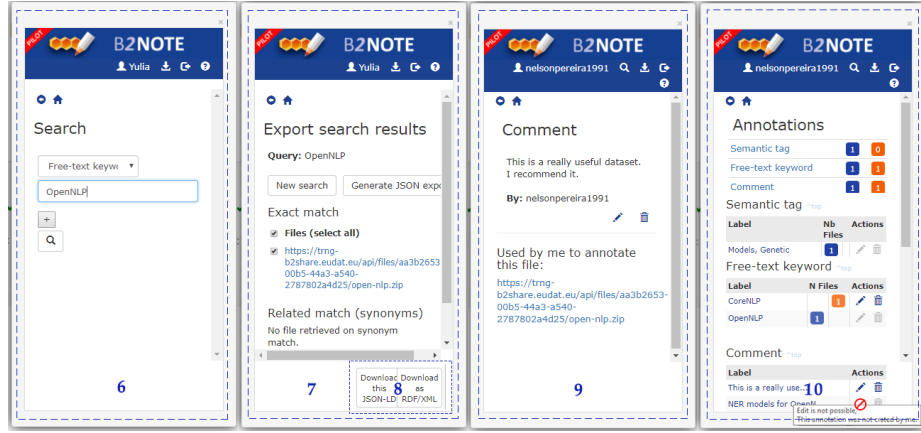 ×
PILOT
B2NOTE
Yulia
Search
Free-text keywo
OpenNLP
+
6
×
PILOT
B2NOTE
Yulia
Export search results
Query: OpenNLP
New search
Generate JSON expo
Exact match
Files (select all)
https://trng-
b2share.eudat.eu/api/files/aa3b2653
00b5-44a3-a540-
2787802a4d25/open-nlp.zip
Related match (synonyms)
No file retrieved on synonym
match.
7
Download this JSON-LD
8
Download as RDF/XML
×
PILOT
B2NOTE
nelsonpereira1991
Comment
This is a really useful dataset.
I recommend it.
By: nelsonpereira1991
Used by me to annotate
this file:
https://trng-
b2share.eudat.eu/api/files/aa3b2653-
00b5-44a3-a540-
2787802a4d25/open-nlp.zip
9
×
PILOT
B2NOTE
nelsonpereira1991
Annotations
Semantic tag 1 0
Free-text keyword 1 1
Comment 1 1
Semantic tag ^top
Label Nb Files Actions
Models, Genetic 1
Free-text keyword ^top
Label N Files Actions
CoreNLP 1
OpenNLP 1
Comment ^top
Label Actions
This is a really use...
10
NER models for OpenN
Edit is not possible,
This annotation was not crated by me.